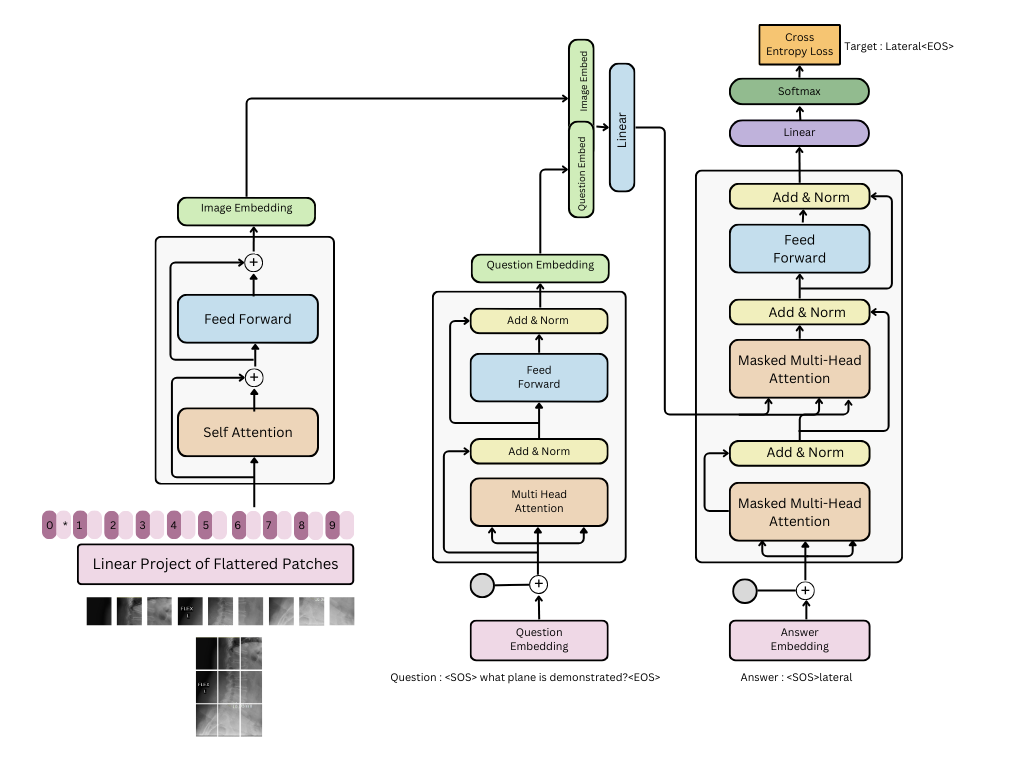 Cross
Entropy Loss
Target : Lateral<EOS>
Softmax
Linear
Image Embed
Question Embed
Linear
Add & Norm
Feed
Forward
Add & Norm
Masked Multi-Head
Attention
Add & Norm
Masked Multi-Head
Attention
+
Answer
Embedding
Answer : <SOS>lateral
Image Embedding
+
Feed Forward
+
Self Attention
0 * 1 2 3 4 5 6 7 8 9
Linear Project of Flattered Patches
FLEX
FLEX
Question Embedding
Add & Norm
Feed
Forward
Add & Norm
Multi Head
Attention
+
Question
Embedding
Question : <SOS> what plane is demonstrated?<EOS>